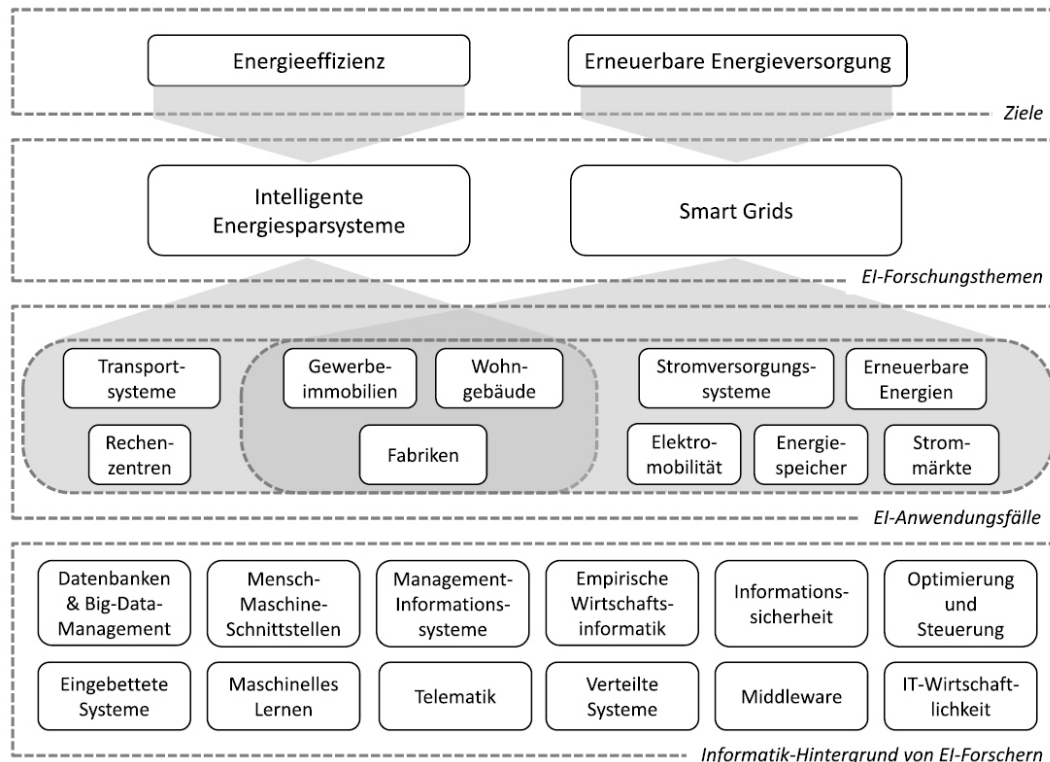 Energieeffizienz
Erneuerbare Energieversorgung
Ziele
Intelligente
Energiesparsysteme
Smart Grids
EI-Forschungsthemen
Transport-
systeme
Gewerbe-
immobilien
Wohn-
gebäude
Stromversorgungs-
systeme
Erneuerbare
Energien
Rechen-
zentren
Fabriken
Elektro-
mobilität
Energie-
speicher
Strom-
märkte
EI-Anwendungsfälle
Datenbanken
& Big-Data-
Management
Mensch-
Maschine-
Schnittstellen
Management-
Informations-
systeme
Empirische
Wirtschafts-
informatik
Informations-
sicherheit
Optimierung
und
Steuerung
Eingebettete
Systeme
Maschinelles
Lernen
Telematik
Verteilte
Systeme
Middleware
IT-Wirtschaft-
lichkeit
Informatik-Hintergrund von EI-Forschern